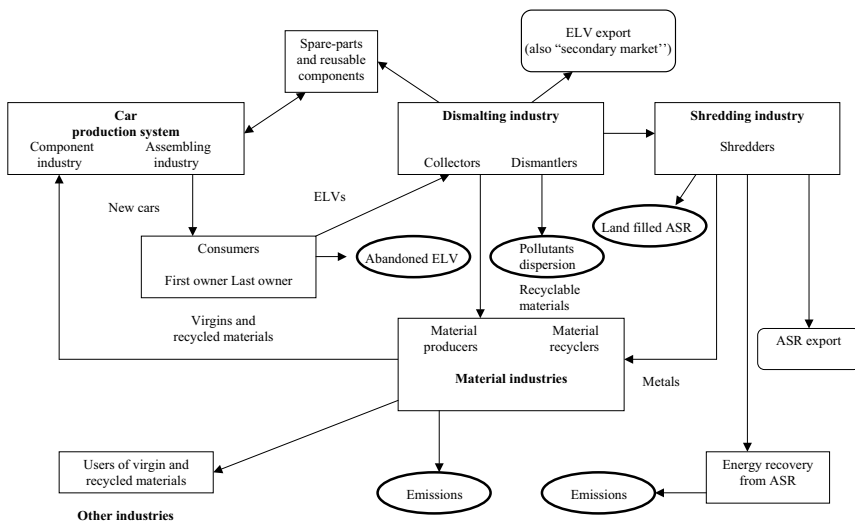 ELV export
(also “secondary market’’)
Spare-parts
and reusable
components
Car
production system
Component
industry
Assembling
industry
Dismalting industry
Collectors
Dismantlers
Shredding industry
Shredders
New cars
ELVs
Land filled ASR
Consumers
First owner Last owner
Abandoned ELV
Pollutants
dispersion
Recyclable
materials
Virgins and
recycled materials
Material
producers
Material
recyclers
Material industries
Metals
ASR export
Users of virgin and
recycled materials
Emissions
Emissions
Energy recovery
from ASR
Other industries